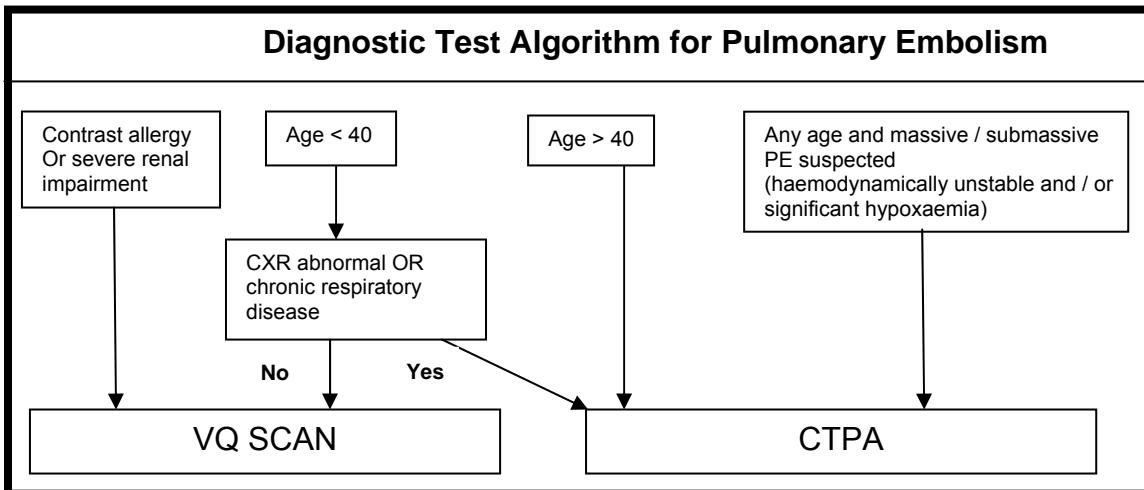 Diagnostic Test Algorithm for Pulmonary Embolism
Contrast allergy
Or severe renal
impairment
Age < 40
Age > 40
Any age and massive / submassive
PE suspected
(haemodynamically unstable and / or
significant hypoxaemia)
CXR abnormal OR
chronic respiratory
disease
No
Yes
VQ SCAN
CTPA